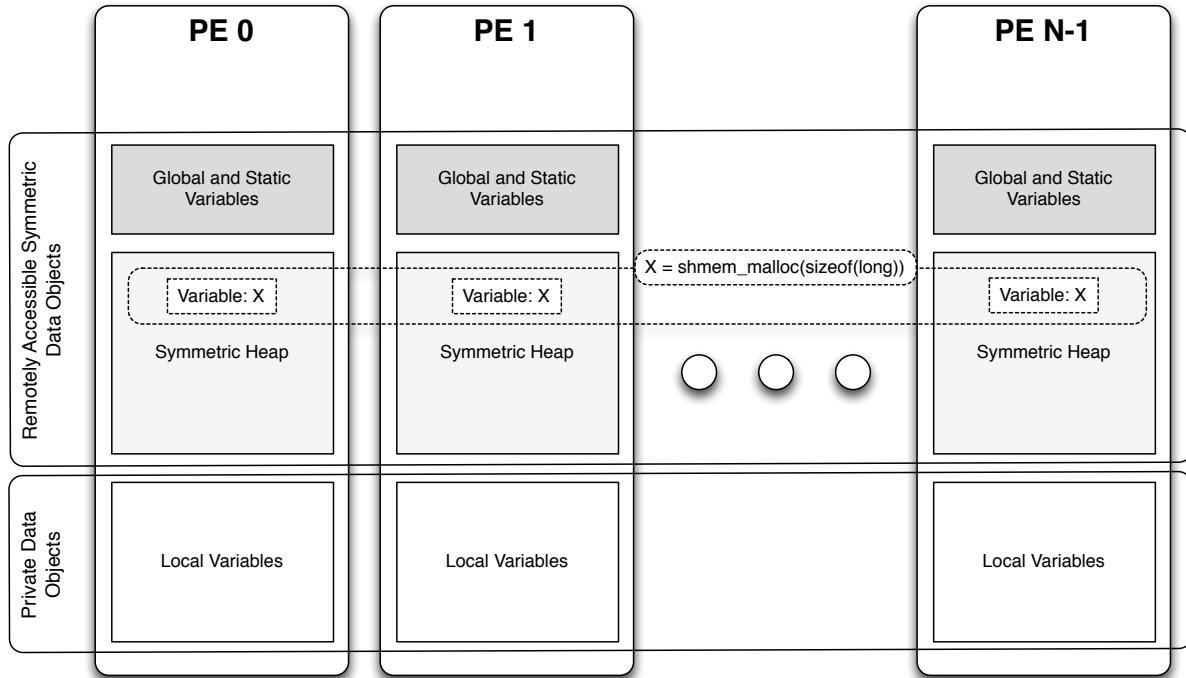 PE 0
PE 1
PE N-1
Remotely Accessible Symmetric
Data Objects
Global and Static
Variables
Global and Static
Variables
Global and Static
Variables
X = shmem_malloc(sizeof(long))
Variable: X
Variable: X
Variable: X
Symmetric Heap
Symmetric Heap
Symmetric Heap
Private Data
Objects
Local Variables
Local Variables
Local Variables